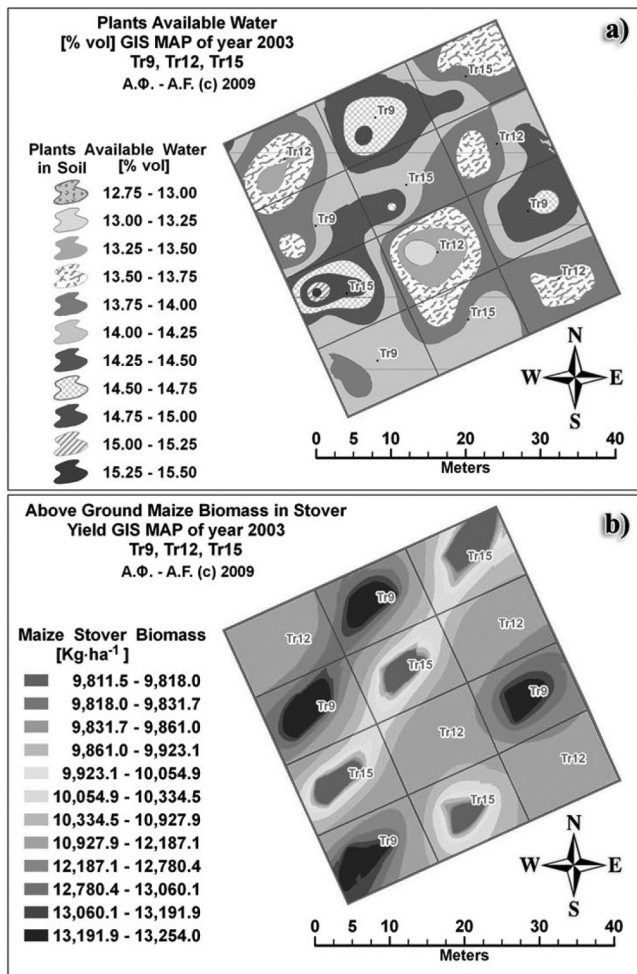 Plants Available Water
[% vol] GIS MAP of year 2003
Tr9, Tr12, Tr15
Α.Φ. - A.F. (c) 2009
a)
Plants Available Water
in Soil [% vol]
12.75 - 13.00
13.00 - 13.25
13.25 - 13.50
13.50 - 13.75
13.75 - 14.00
14.00 - 14.25
14.25 - 14.50
14.50 - 14.75
14.75 - 15.00
15.00 - 15.25
15.25 - 15.50
Tr15
Tr9
Tr12
Tr12
Tr15
Tr9
Tr9
Tr12
Tr12
Tr15
Tr15
Tr9
N
W E
S
0 10 20 30 40
Meters
Above Ground Maize Biomass in Stover
Yield GIS MAP of year 2003
Tr9, Tr12, Tr15
Α.Φ. - A.F. (c) 2009
b)
Maize Stover Biomass
[Kg·ha⁻¹ ]
9,811.5 - 9,818.0
9,818.0 - 9,831.7
9,831.7 - 9,861.0
9,861.0 - 9,923.1
9,923.1 - 10,054.9
10,054.9 - 10,334.5
10,334.5 - 10,927.9
10,927.9 - 12,187.1
12,187.1 - 12,780.4
12,780.4 - 13,060.1
13,060.1 - 13,191.9
13,191.9 - 13,254.0
Tr15
Tr9
Tr12
Tr12
Tr15
Tr9
Tr9
Tr12
Tr12
Tr15
Tr15
Tr9
N
W E
S
0 10 20 30 40
Meters